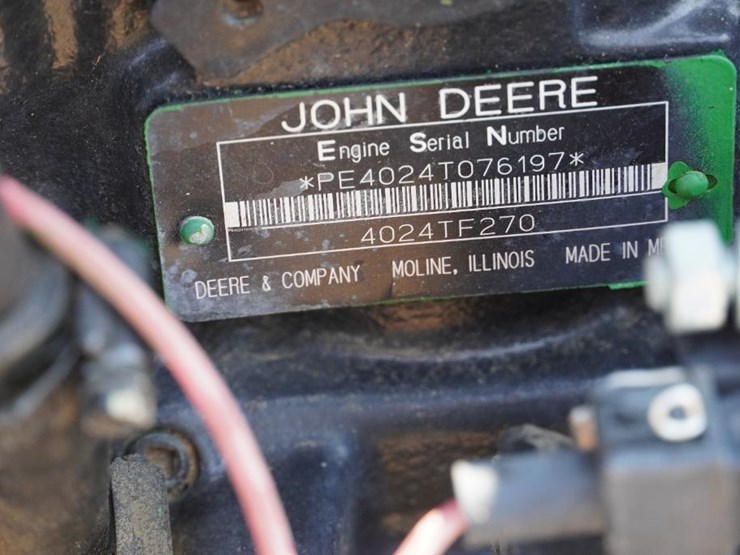 JOHN DEERE
Engine Serial Number
*PE4024T076197*
4024TF270
DEERE & COMPANY MOLINE, ILLINOIS MADE IN